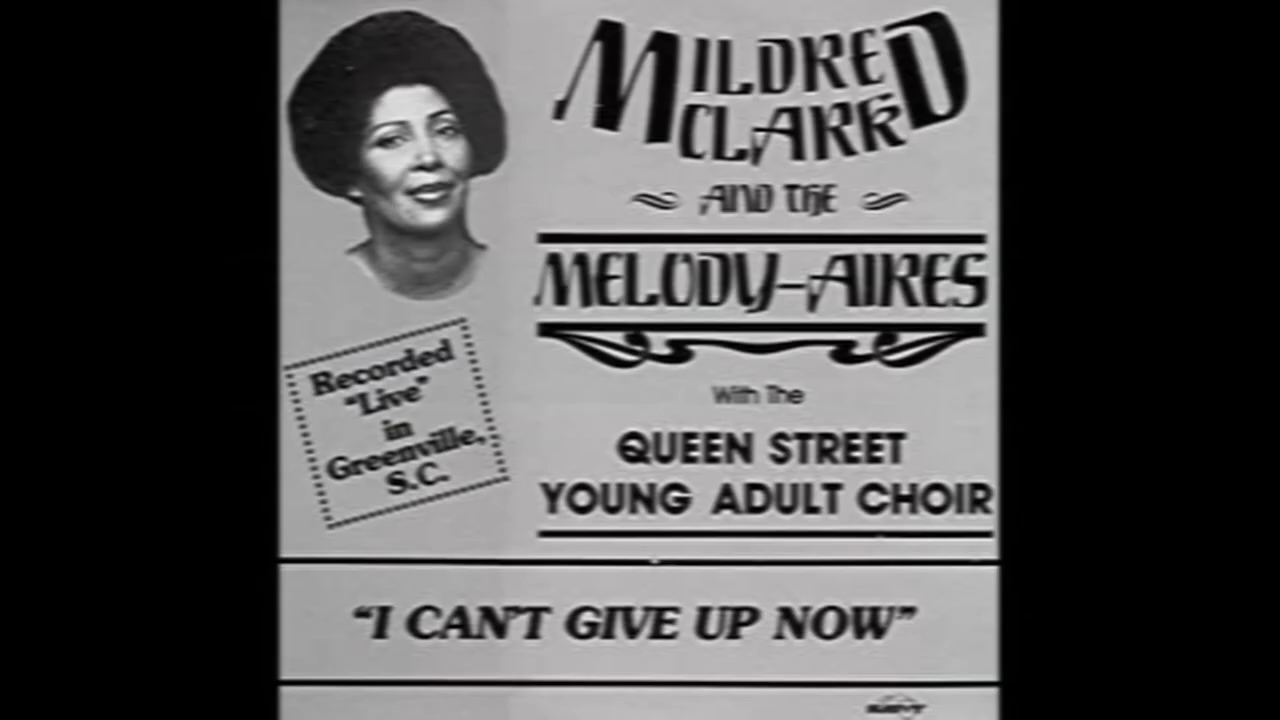 MILDRED
CLARK
AND THE
MELODY-AIRES
With The
QUEEN STREET
YOUNG ADULT CHOIR
Recorded
"Live"
in
Greenville,
S.C.
"I CAN'T GIVE UP NOW"